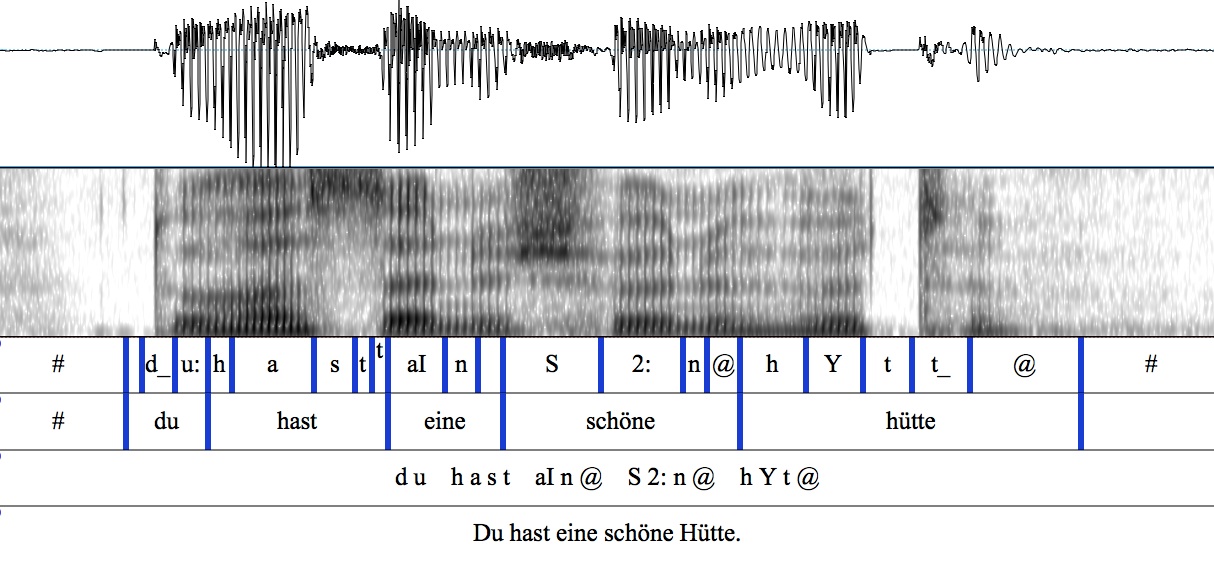 # d_ u: h a s t t aI n S 2: n @ h Y t t_ @ #
# du hast eine schöne hütte
d u h a s t aI n @ S 2: n @ h Y t @
Du hast eine schöne Hütte.